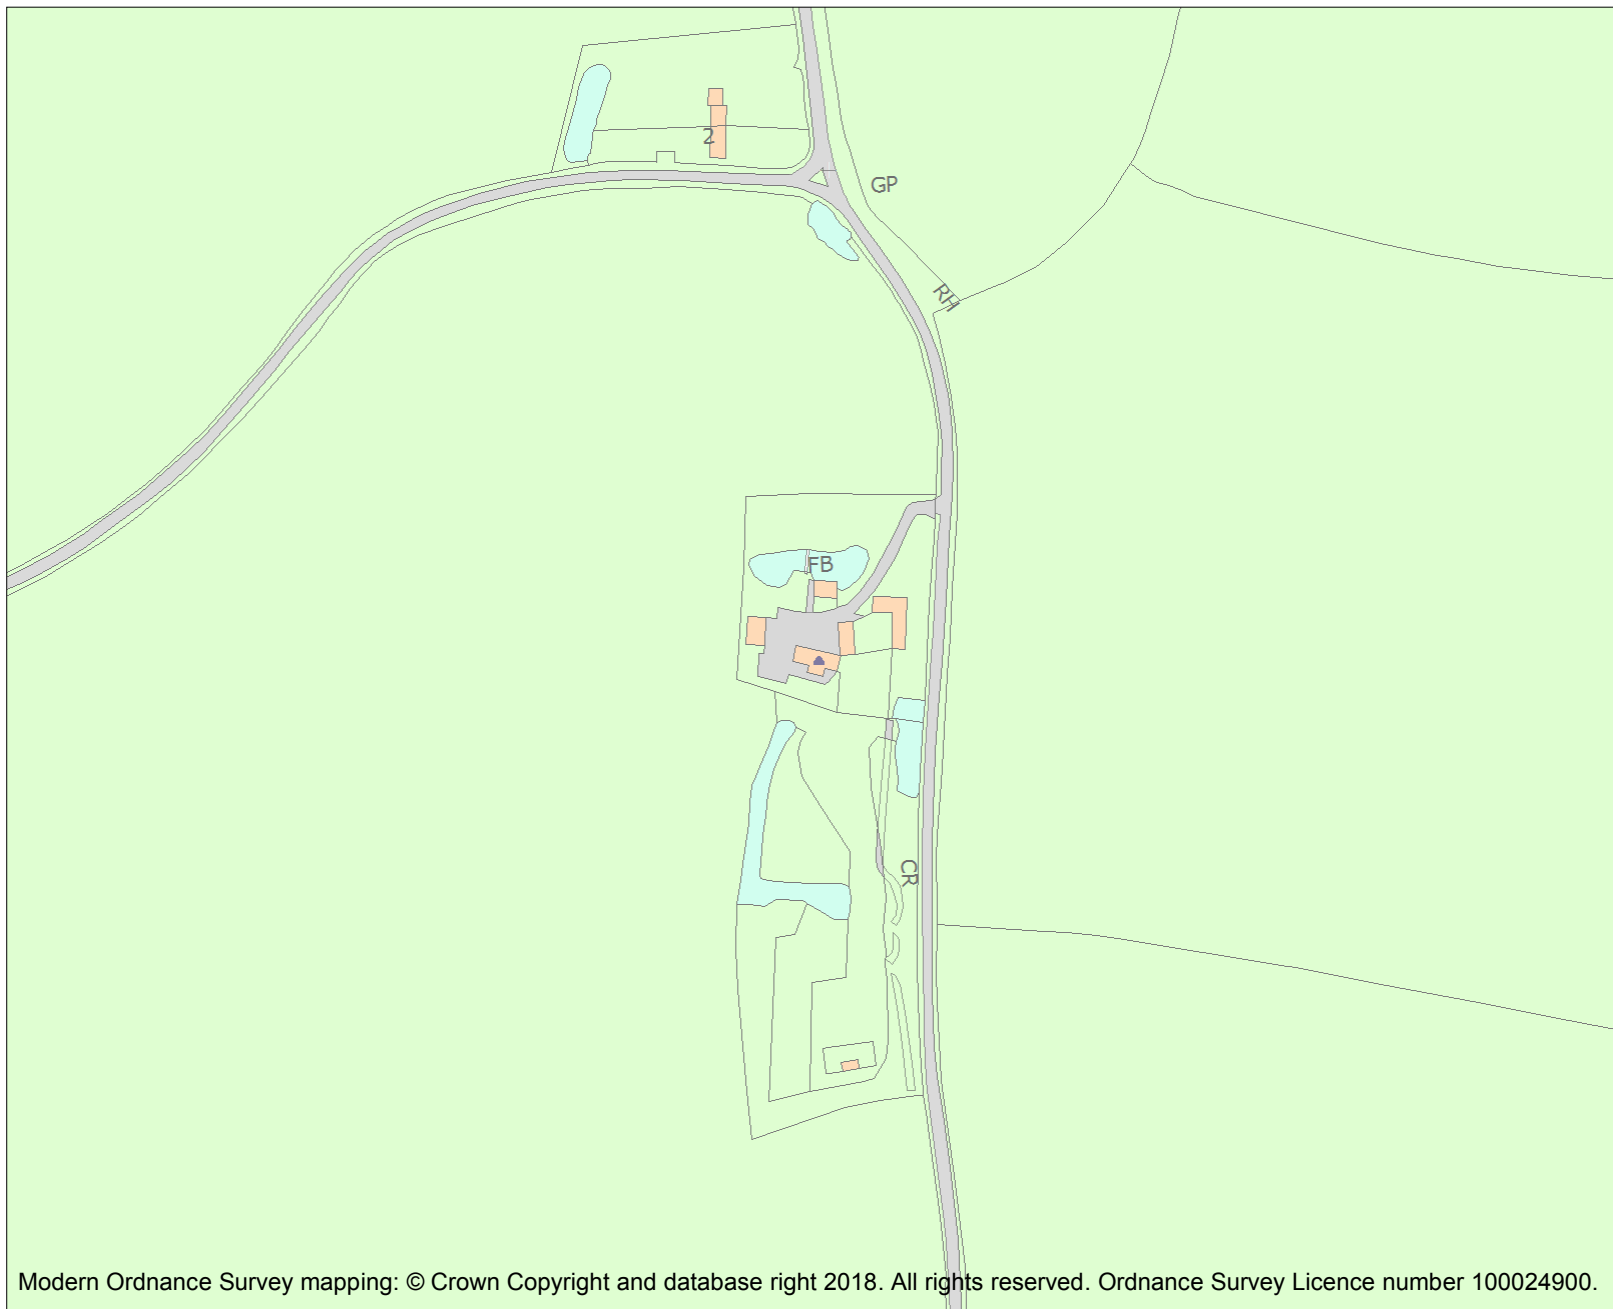 2
GP
RH
FB
CR
Modern Ordnance Survey mapping: © Crown Copyright and database right 2018. All rights reserved. Ordnance Survey Licence number 100024900.